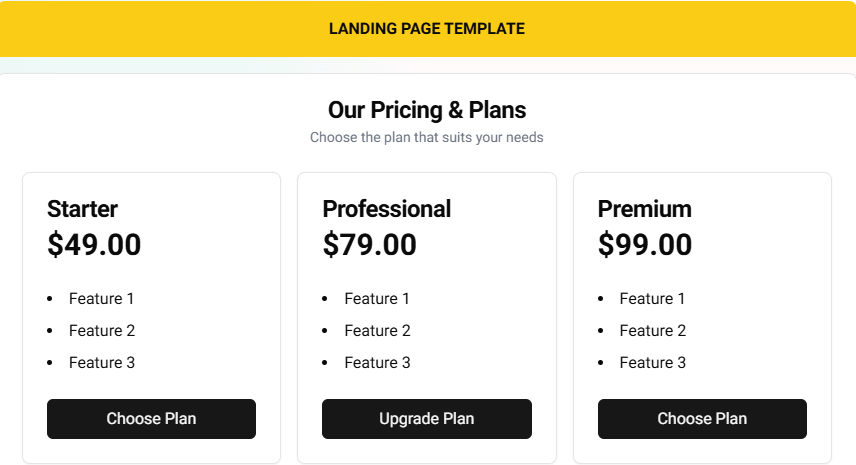 LANDING PAGE TEMPLATE
Our Pricing & Plans
Choose the plan that suits your needs
Starter
$49.00
• Feature 1
• Feature 2
• Feature 3
Choose Plan
Professional
$79.00
• Feature 1
• Feature 2
• Feature 3
Upgrade Plan
Premium
$99.00
• Feature 1
• Feature 2
• Feature 3
Choose Plan